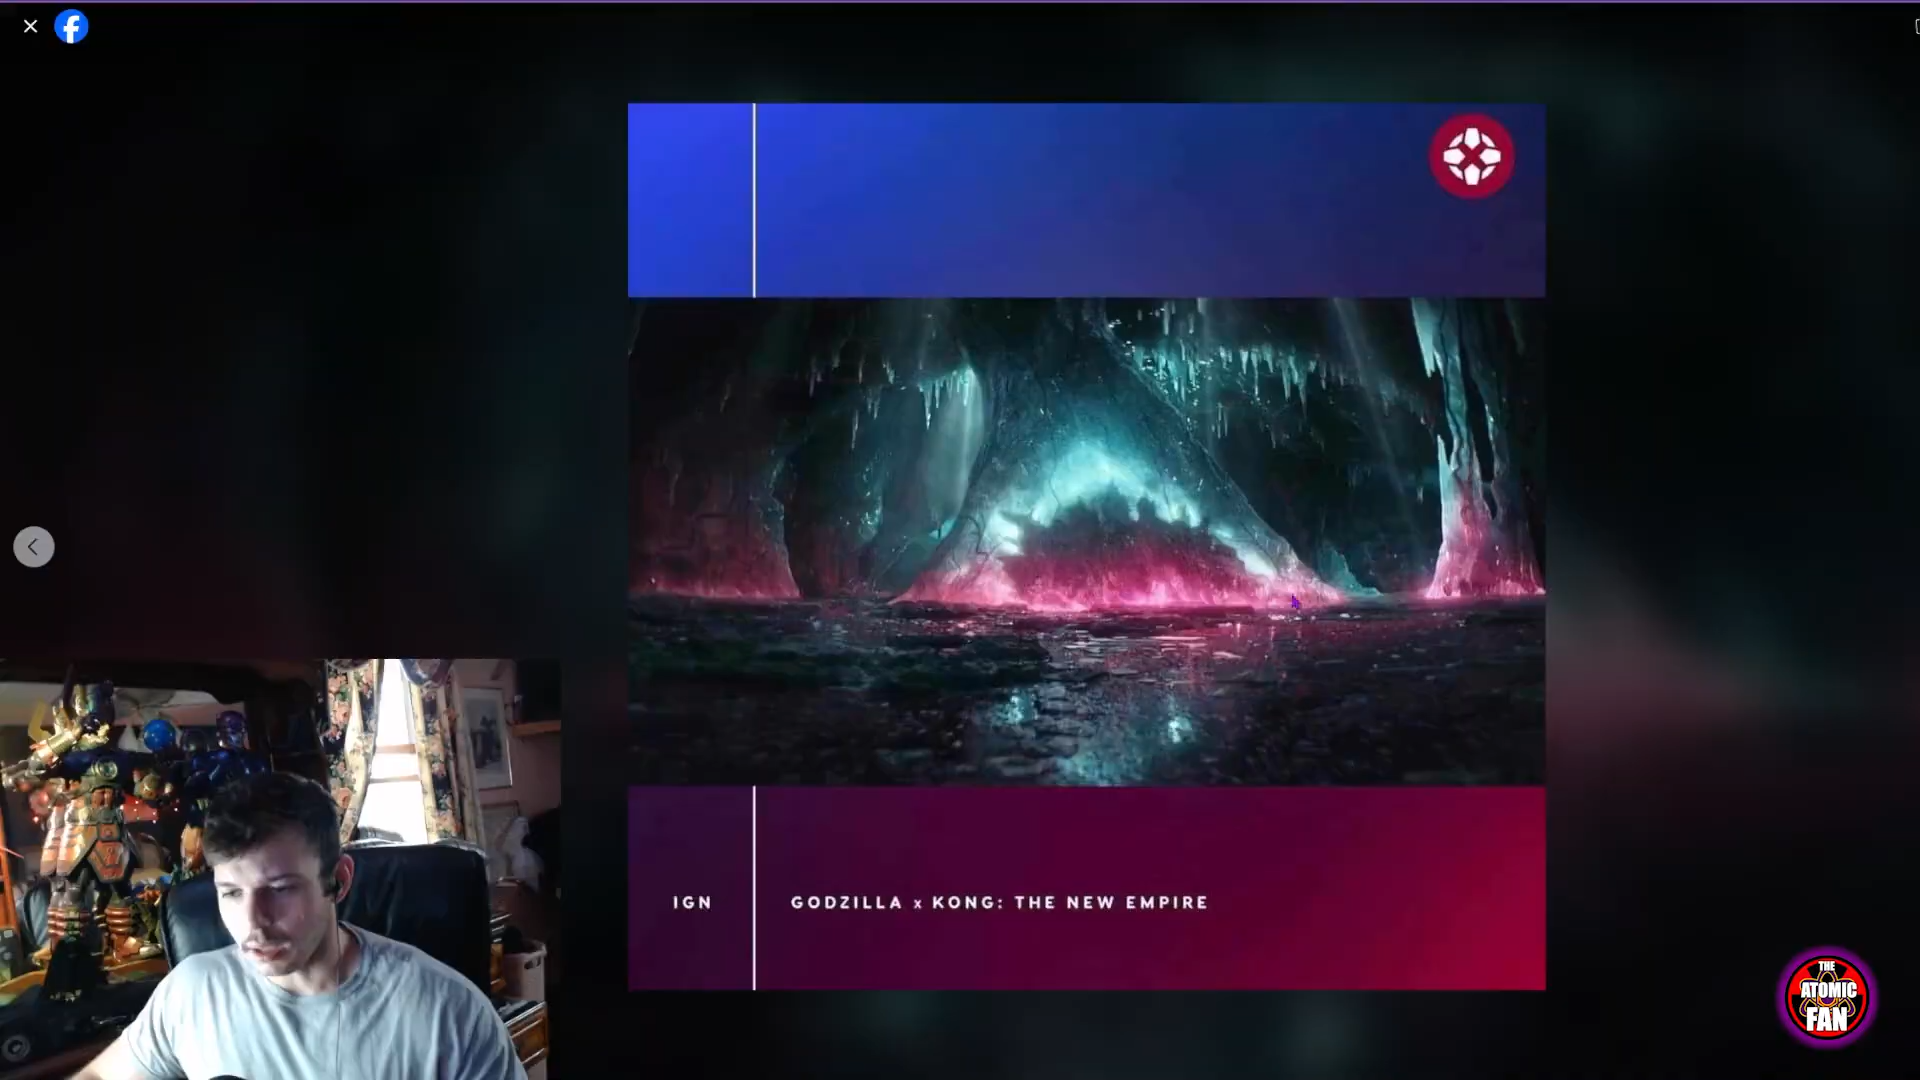 IGN
GODZILLA x KONG: THE NEW EMPIRE
THE
ATOMIC
FAN